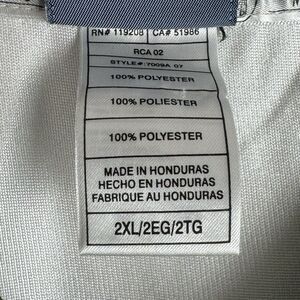 RN# 119208 CA# 51986
RCA 02
STYLE#: 7009A 07
100% POLYESTER
100% POLIESTER
100% POLYESTER
MADE IN HONDURAS
HECHO EN HONDURAS
FABRIQUE AU HONDURAS
2XL/2EG/2TG